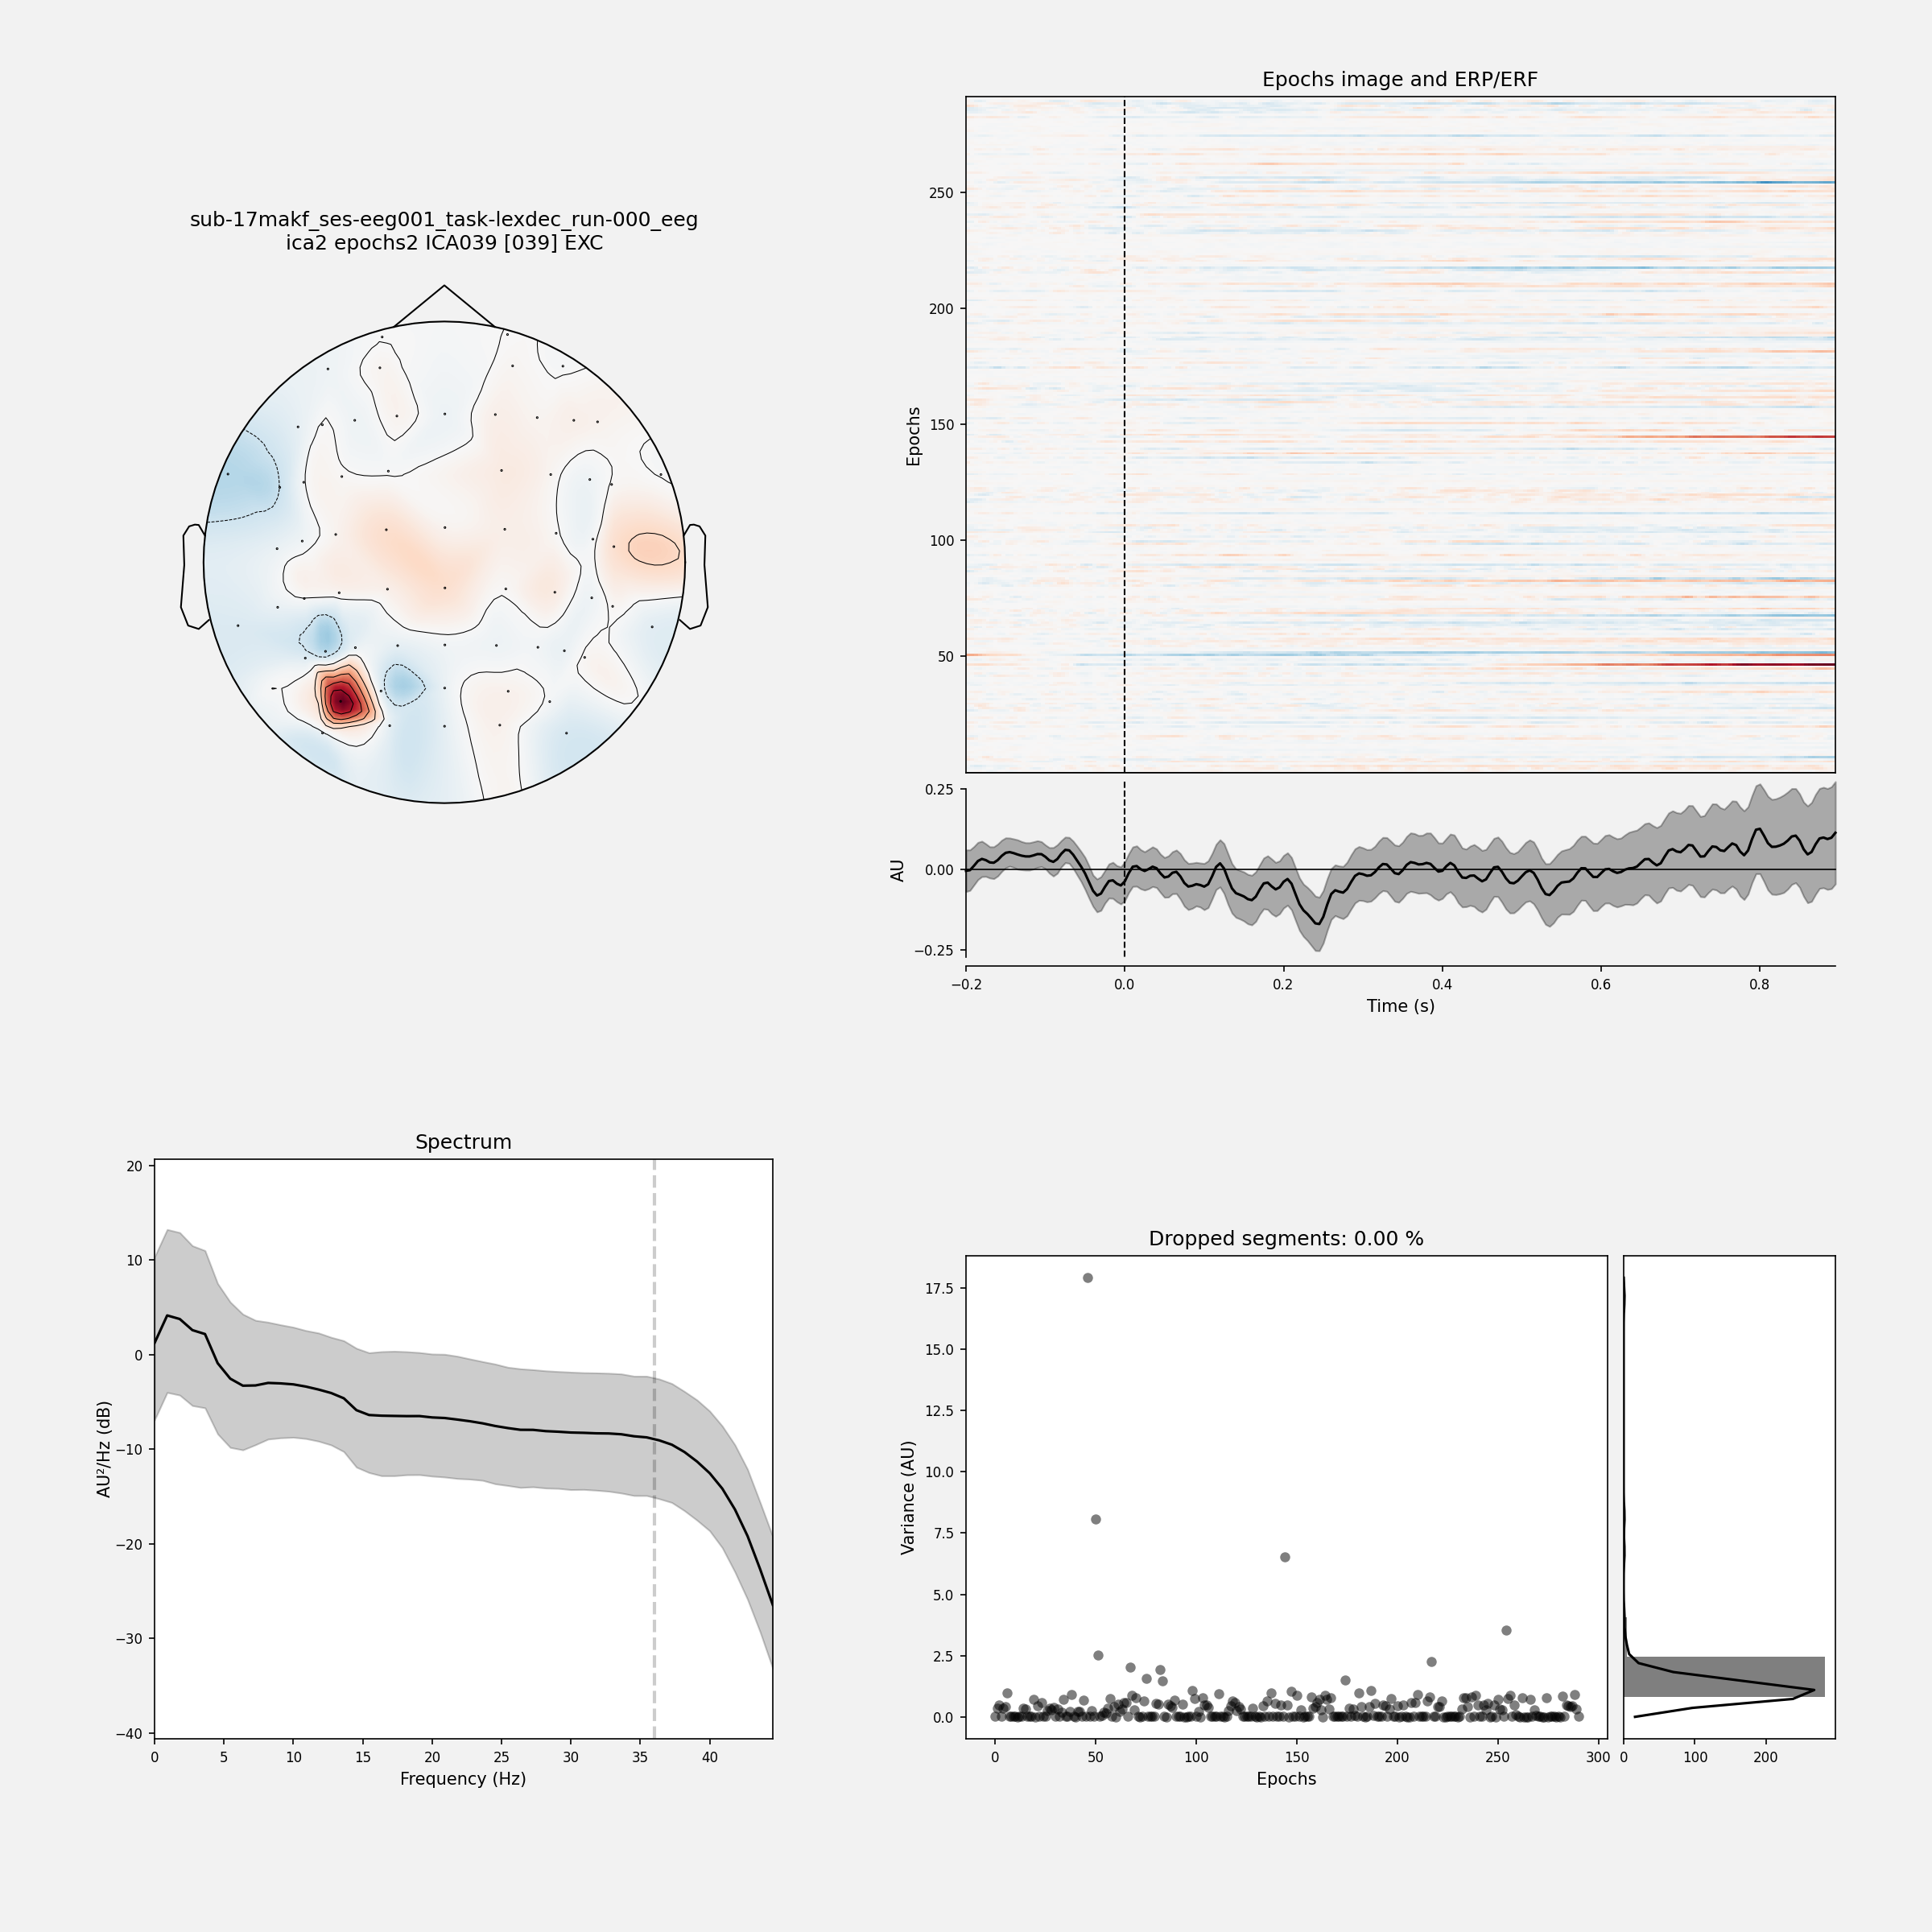 sub-17makf_ses-eeg001_task-lexdec_run-000_eeg
ica2 epochs2 ICA039 [039] EXC
Epochs image and ERP/ERF
Epochs
250
200
150
100
50
AU
0.25
0.00
−0.25
−0.2 0.0 0.2 0.4 0.6 0.8
Time (s)
Spectrum
AU²/Hz (dB)
20
10
0
−10
−20
−30
−40
0 5 10 15 20 25 30 35 40
Frequency (Hz)
Dropped segments: 0.00 %
Variance (AU)
17.5
15.0
12.5
10.0
7.5
5.0
2.5
0.0
0 50 100 150 200 250 300
Epochs
0 100 200